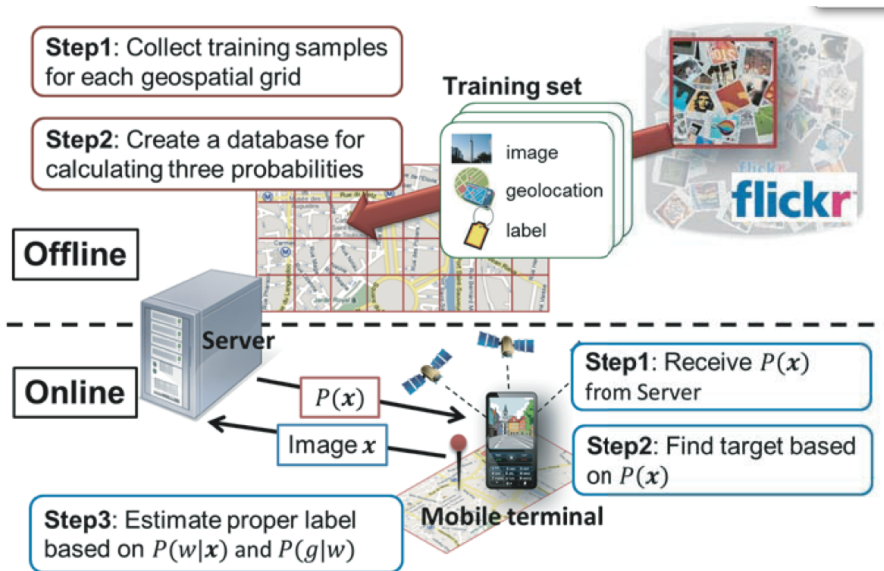 Step1: Collect training samples
for each geospatial grid
Step2: Create a database for
calculating three probabilities
Training set
image
geolocation
label
flickr
Offline
Server
Online
P(x)
Image x
Step1: Receive P(x)
from Server
Step2: Find target based
on P(x)
Mobile terminal
Step3: Estimate proper label
based on P(w|x) and P(g|w)